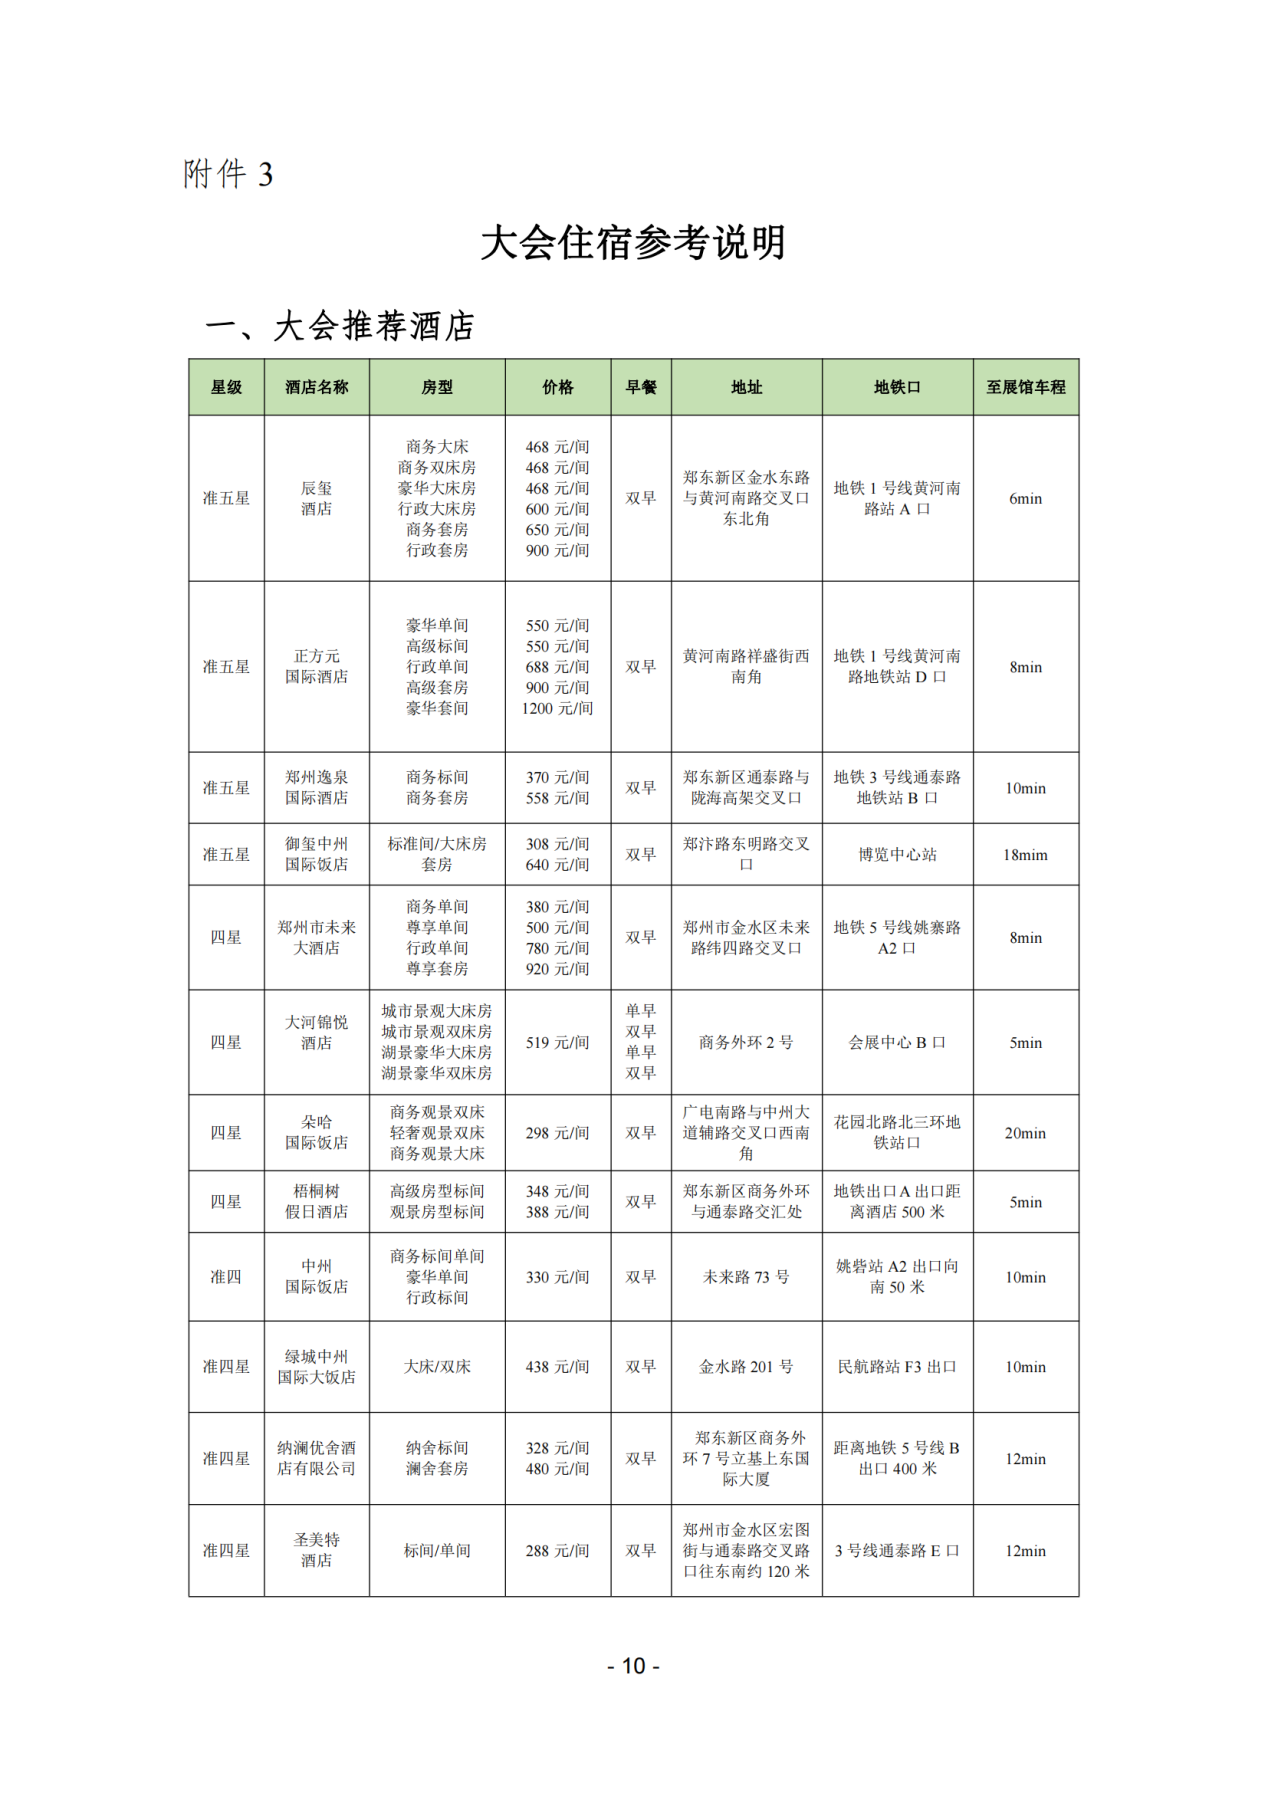 附件 3
大会住宿参考说明
一、大会推荐酒店
星级 酒店名称 房型 价格 早餐 地址 地铁口 至展馆车程
准五星
辰玺
酒店
商务大床
商务双床房
豪华大床房
行政大床房
商务套房
行政套房
468 元/间
468 元/间
468 元/间
600 元/间
650 元/间
900 元/间
双早
郑东新区金水东路
与黄河南路交叉口
东北角
地铁 1 号线黄河南
路站 A 口
6min
准五星
正方元
国际酒店
豪华单间
高级标间
行政单间
高级套房
豪华套间
550 元/间
550 元/间
688 元/间
900 元/间
1200 元/间
双早
黄河南路祥盛街西
南角
地铁 1 号线黄河南
路地铁站 D 口
8min
准五星
郑州逸泉
国际酒店
商务标间
商务套房
370 元/间
558 元/间
双早
郑东新区通泰路与
陇海高架交叉口
地铁 3 号线通泰路
地铁站 B 口
10min
准五星
御玺中州
国际饭店
标准间/大床房
套房
308 元/间
640 元/间
双早
郑汴路东明路交叉
口
博览中心站
18mim
四星
郑州市未来
大酒店
商务单间
尊享单间
行政单间
尊享套房
380 元/间
500 元/间
780 元/间
920 元/间
双早
郑州市金水区未来
路纬四路交叉口
地铁 5 号线姚寨路
A2 口
8min
四星
大河锦悦
酒店
城市景观大床房
城市景观双床房
湖景豪华大床房
湖景豪华双床房
519 元/间
单早
双早
单早
双早
商务外环 2 号
会展中心 B 口
5min
四星
朵哈
国际饭店
商务观景双床
轻奢观景双床
商务观景大床
298 元/间
双早
广电南路与中州大
道辅路交叉口西南
角
花园北路北三环地
铁站口
20min
四星
梧桐树
假日酒店
高级房型标间
观景房型标间
348 元/间
388 元/间
双早
郑东新区商务外环
与通泰路交汇处
地铁出口 A 出口距
离酒店 500 米
5min
准四
中州
国际饭店
商务标间单间
豪华单间
行政标间
330 元/间
双早
未来路 73 号
姚砦站 A2 出口向
南 50 米
10min
准四星
绿城中州
国际大饭店
大床/双床
438 元/间
双早
金水路 201 号
民航路站 F3 出口
10min
准四星
纳澜优舍酒
店有限公司
纳舍标间
澜舍套房
328 元/间
480 元/间
双早
郑东新区商务外
环 7 号立基上东国
际大厦
距离地铁 5 号线 B
出口 400 米
12min
准四星
圣美特
酒店
标间/单间
288 元/间
双早
郑州市金水区宏图
街与通泰路交叉路
口往东南约 120 米
3 号线通泰路 E 口
12min
- 10 -